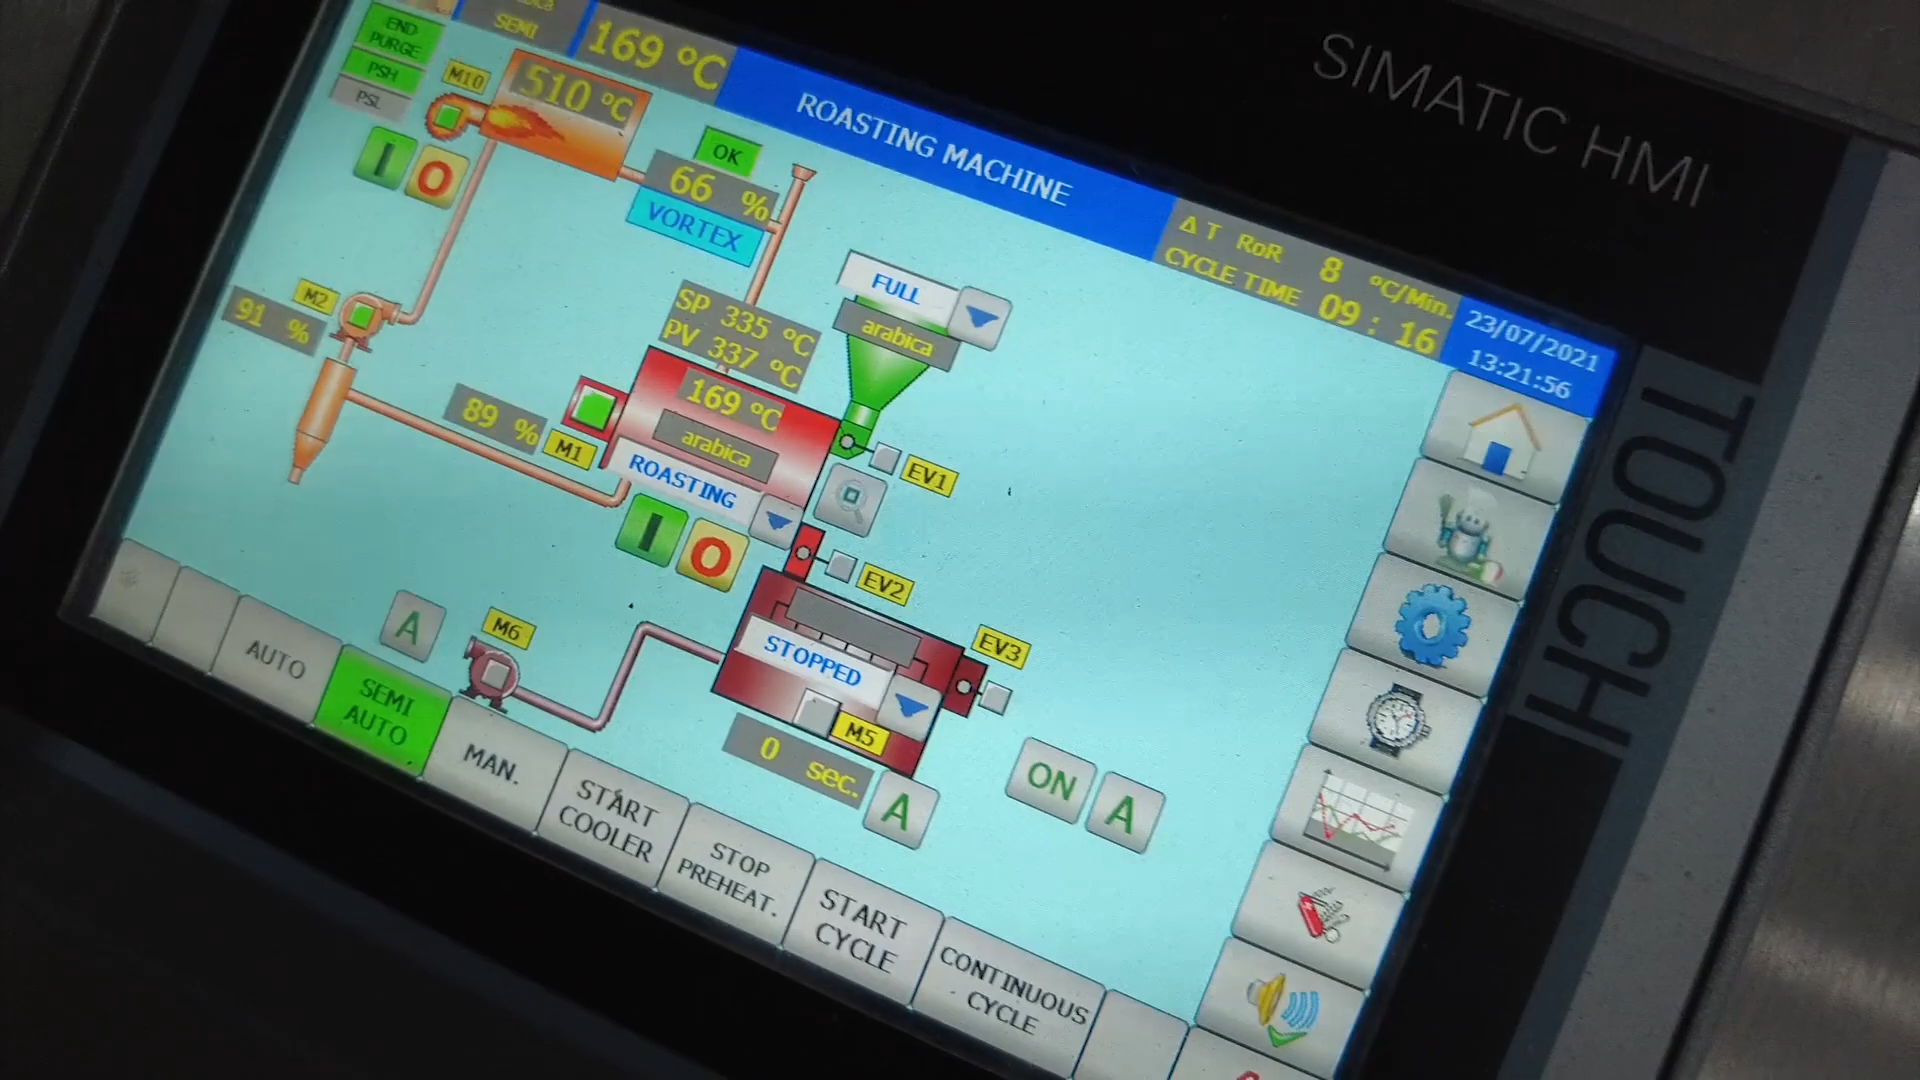 SIMATIC HMI
TOUCH
END
PURGE
PSH
PSL
M10
SEMI
169 °C
510 °C
ROASTING MACHINE
OK
66 %
VORTEX
Δ T RoR 8 °C/Min.
CYCLE TIME 09 : 16
23/07/2021
13:21:56
I
O
M2
91 %
FULL
arabica
SP 335 °C
PV 337 °C
169 °C
arabica
89 %
M1
ROASTING
EV1
I
O
EV2
A
M6
STOPPED
EV3
M5
0 sec.
A
ON
A
AUTO
SEMI
AUTO
MAN.
START
COOLER
STOP
PREHEAT.
START
CYCLE
CONTINUOUS
CYCLE